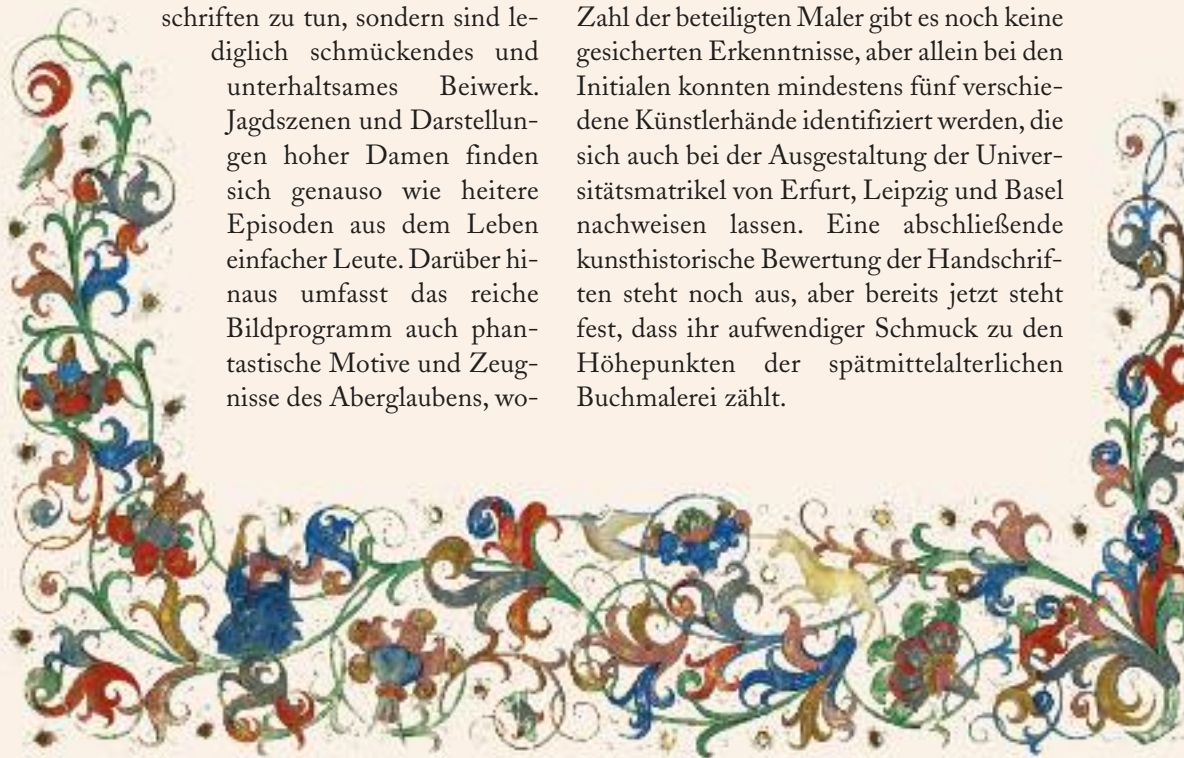 schriften zu tun, sondern sind le-
diglich schmückendes und
unterhaltsames Beiwerk.
Jagdszenen und Darstellun-
gen hoher Damen finden
sich genauso wie heitere
Episoden aus dem Leben
einfacher Leute. Darüber hi-
naus umfasst das reiche
Bildprogramm auch phan-
tastische Motive und Zeug-
nisse des Aberglaubens, wo-
Zahl der beteiligten Maler gibt es noch keine
gesicherten Erkenntnisse, aber allein bei den
Initialen konnten mindestens fünf verschie-
dene Künstlerhände identifiziert werden, die
sich auch bei der Ausgestaltung der Univer-
sitätsmatrikel von Erfurt, Leipzig und Basel
nachweisen lassen. Eine abschließende
kunsthistorische Bewertung der Handschrif-
ten steht noch aus, aber bereits jetzt steht
fest, dass ihr aufwendiger Schmuck zu den
Höhepunkten der spätmittelalterlichen
Buchmalerei zählt.